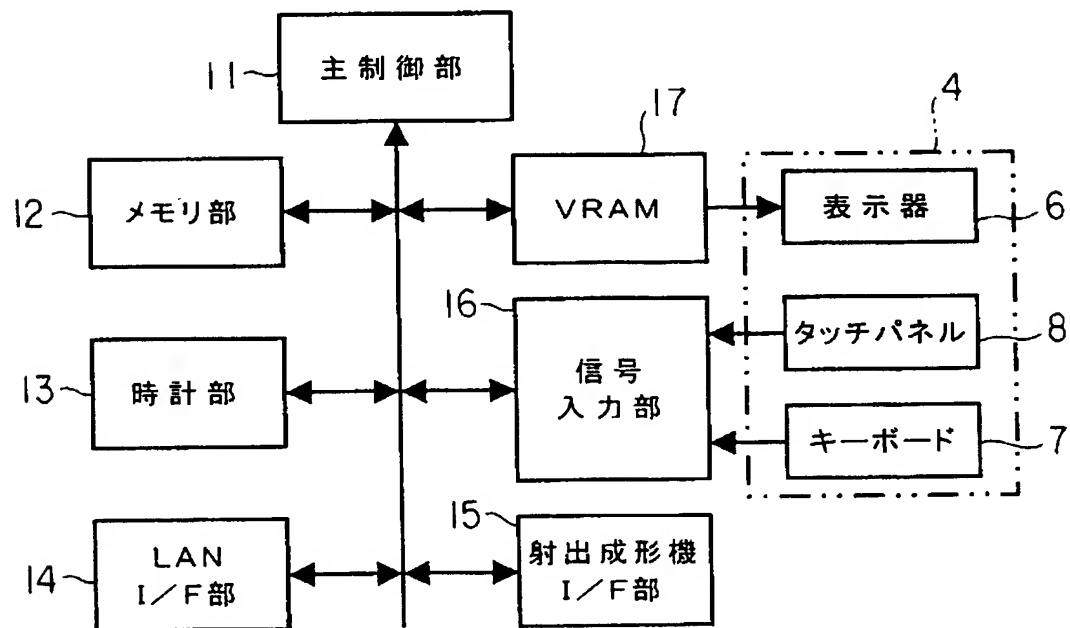 11
主制御部
17
4
12
メモリ部
VRAM
表示器
6
16
タッチパネル
8
13
時計部
信号
入力部
キーボード
7
15
14
LAN
I/F部
射出成形機
I/F部